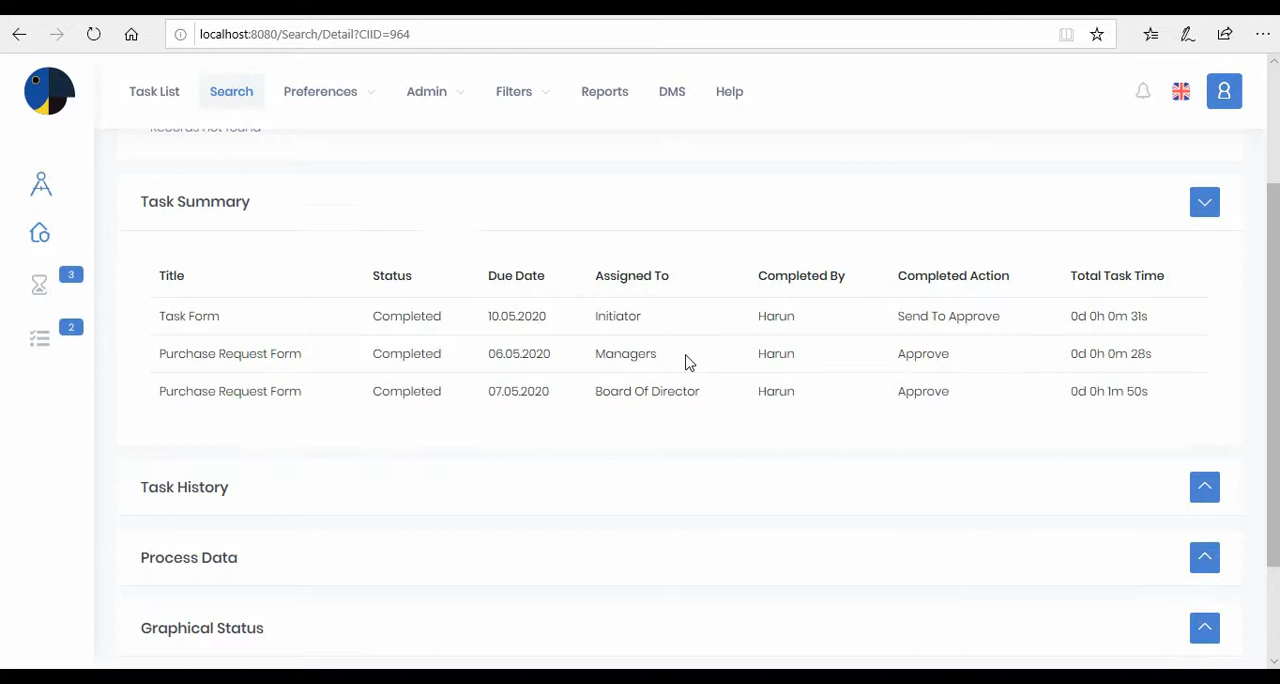 localhost:8080/Search/Detail?CIID=964
Task List Search Preferences Admin Filters Reports DMS Help
Records not found
Task Summary
Title Status Due Date Assigned To Completed By Completed Action Total Task Time
Task Form Completed 10.05.2020 Initiator Harun Send To Approve 0d 0h 0m 31s
Purchase Request Form Completed 06.05.2020 Managers Harun Approve 0d 0h 0m 28s
Purchase Request Form Completed 07.05.2020 Board Of Director Harun Approve 0d 0h 1m 50s
3
2
Task History
Process Data
Graphical Status